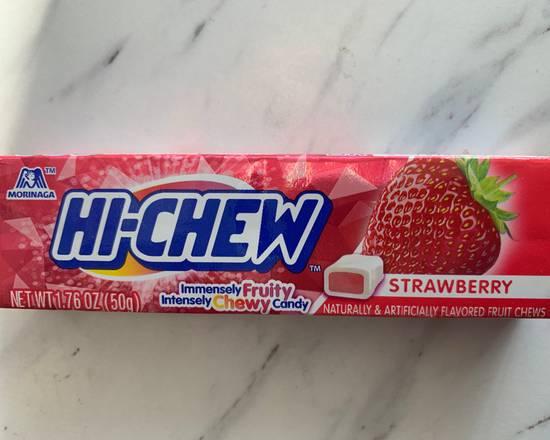 TM
MORINAGA
HI-CHEW
TM
Immensely Fruity
Intensely Chewy Candy
NET WT 1.76 OZ (50g)
STRAWBERRY
NATURALLY & ARTIFICIALLY FLAVORED FRUIT CHEWS